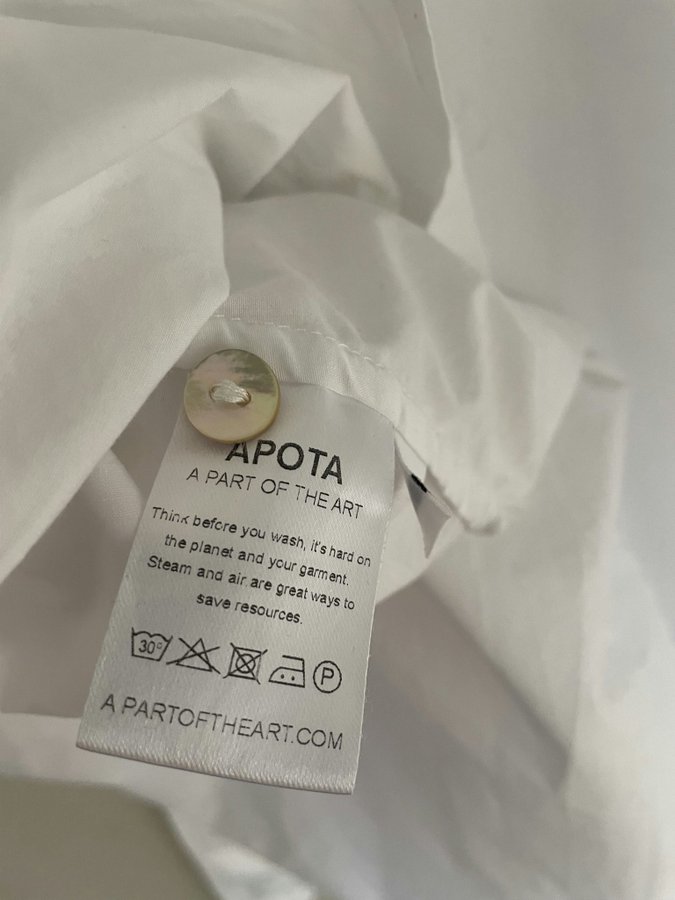 APOTA
A PART OF THE ART
Think before you wash, it's hard on
the planet and your garment.
Steam and air are great ways to
save resources.
30° P
APARTOFTHEART.COM